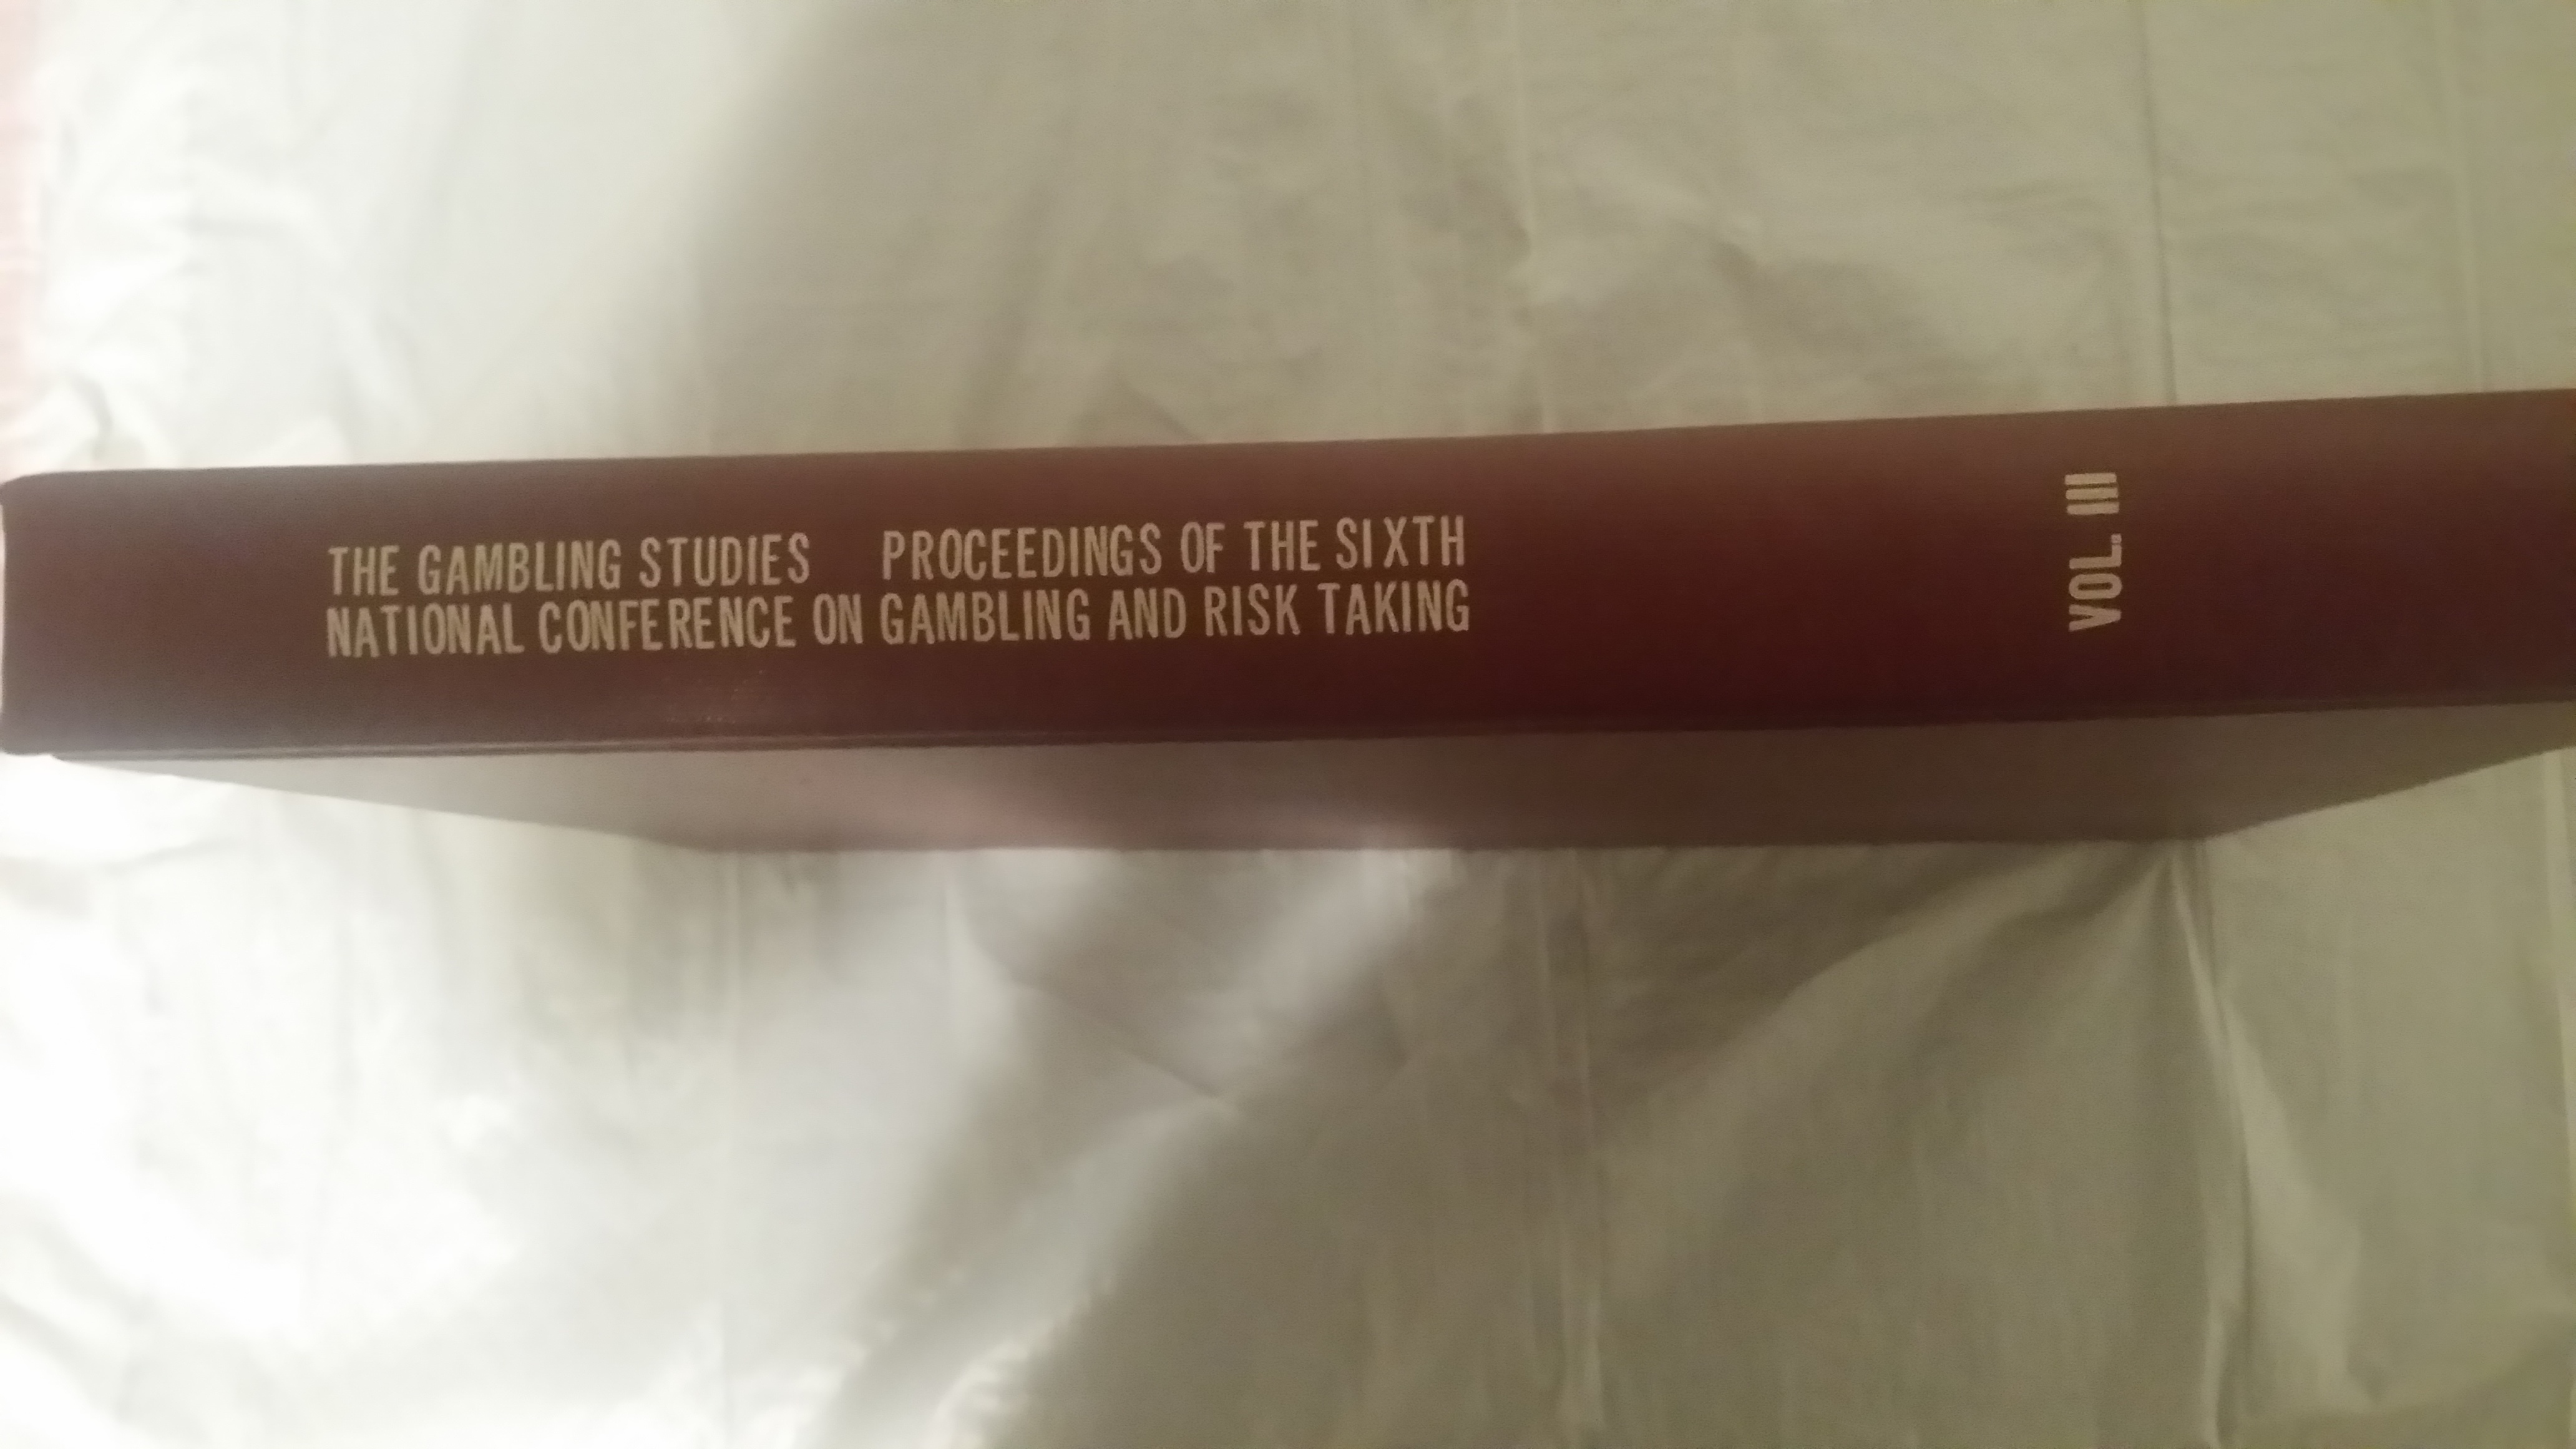 THE GAMBLING STUDIES PROCEEDINGS OF THE SIXTH
NATIONAL CONFERENCE ON GAMBLING AND RISK TAKING
VOL. III